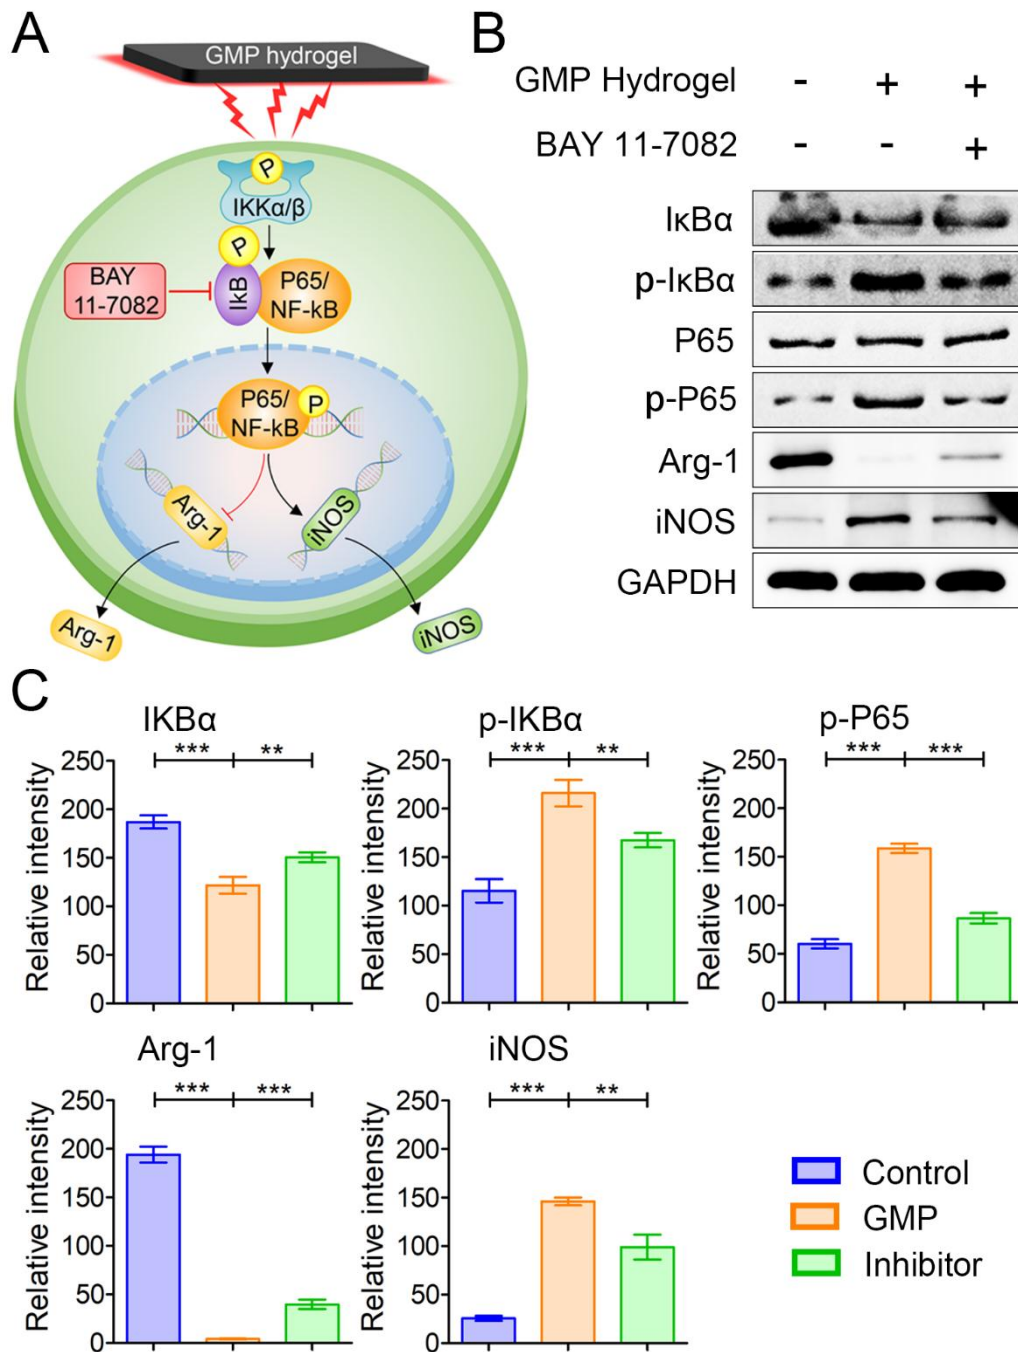 A
GMP hydrogel
P
IKKα/β
P
BAY
11-7082
IκB
P65/
NF-kB
P65/
NF-kB
P
Arg-1
iNOS
Arg-1
iNOS
B
GMP Hydrogel - + +
BAY 11-7082 - - +
IκBα
p-IκBα
P65
p-P65
Arg-1
iNOS
GAPDH
C
IKBα
*** **
Relative intensity
250
200
150
100
50
0
p-IKBα
*** **
Relative intensity
250
200
150
100
50
0
p-P65
*** ***
Relative intensity
250
200
150
100
50
0
Arg-1
*** ***
Relative intensity
250
200
150
100
50
0
iNOS
*** **
Relative intensity
250
200
150
100
50
0
Control
GMP
Inhibitor